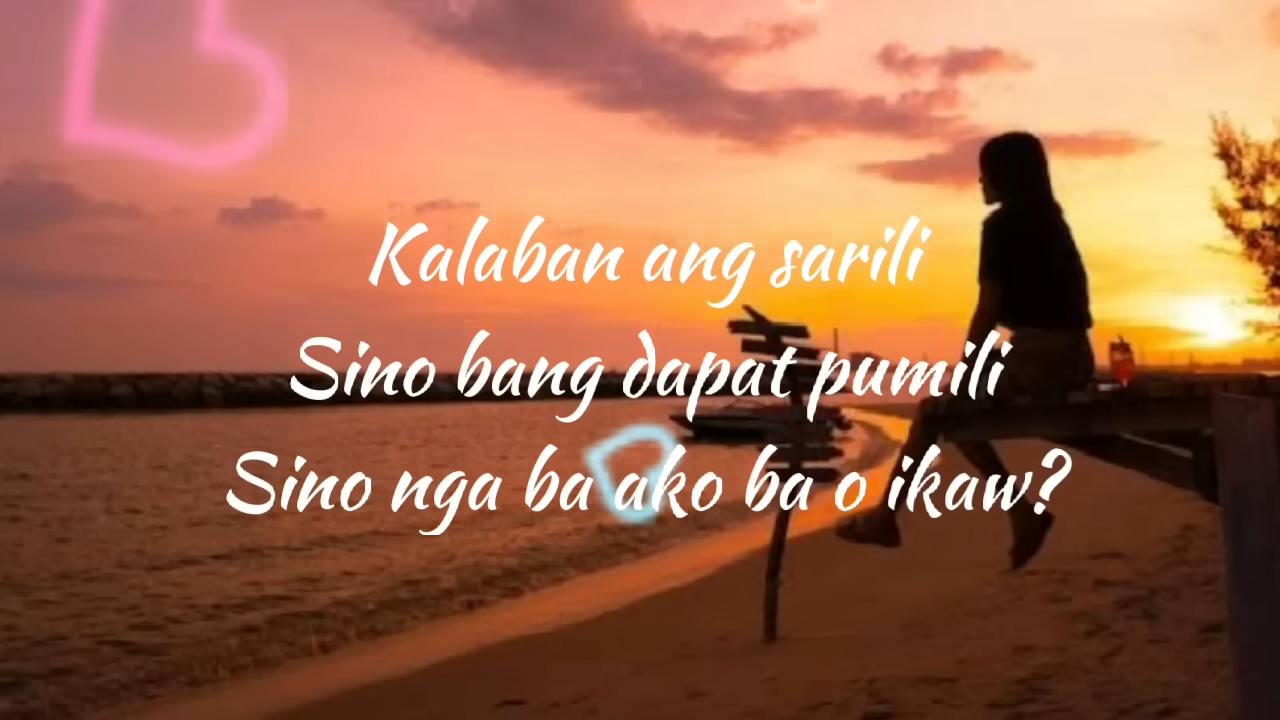 Kalaban ang sarili
Sino bang dapat pumili
Sino nga ba ako ba o ikaw?